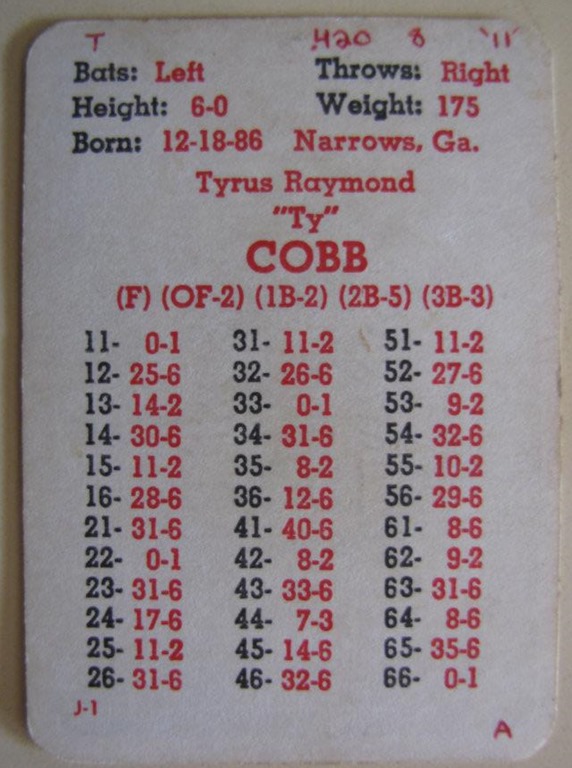 T .420 8 '11'
Bats: Left Throws: Right
Height: 6-0 Weight: 175
Born: 12-18-86 Narrows, Ga.
Tyrus Raymond
"Ty"
COBB
(F) (OF-2) (1B-2) (2B-5) (3B-3)
11- 0-1 31- 11-2 51- 11-2
12- 25-6 32- 26-6 52- 27-6
13- 14-2 33- 0-1 53- 9-2
14- 30-6 34- 31-6 54- 32-6
15- 11-2 35- 8-2 55- 10-2
16- 28-6 36- 12-6 56- 29-6
21- 31-6 41- 40-6 61- 8-6
22- 0-1 42- 8-2 62- 9-2
23- 31-6 43- 33-6 63- 31-6
24- 17-6 44- 7-3 64- 8-6
25- 11-2 45- 14-6 65- 35-6
26- 31-6 46- 32-6 66- 0-1
J-1
A